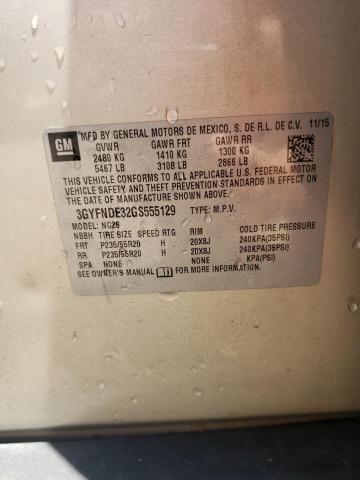 GM
MFD BY GENERAL MOTORS DE MEXICO, S. DE R.L. DE C.V. 11/15
GVWR GAWR FRT GAWR RR
2480 KG 1410 KG 1300 KG
5467 LB 3108 LB 2866 LB
THIS VEHICLE CONFORMS TO ALL APPLICABLE U.S. FEDERAL MOTOR
VEHICLE SAFETY, BUMPER, AND THEFT PREVENTION STANDARDS IN EFFECT ON
THE DATE OF MANUFACTURE SHOWN ABOVE.
3GYFNDE32GS555129 TYPE: M.P.V.
MODEL: NG26
NBBH TIRE SIZE SPEED RTG RIM COLD TIRE PRESSURE
FRT P235/55R20 H 20X8J 240KPA(35PSI)
RR P235/55R20 H 20X8J 240KPA(35PSI)
SPA NONE NONE KPA(PSI)
SEE OWNER'S MANUAL FOR MORE INFORMATION.